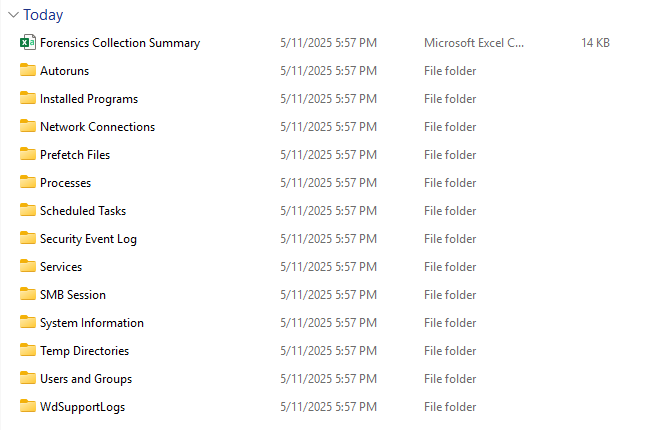 Today
Forensics Collection Summary 5/11/2025 5:57 PM Microsoft Excel C... 14 KB
Autoruns 5/11/2025 5:57 PM File folder
Installed Programs 5/11/2025 5:57 PM File folder
Network Connections 5/11/2025 5:57 PM File folder
Prefetch Files 5/11/2025 5:57 PM File folder
Processes 5/11/2025 5:57 PM File folder
Scheduled Tasks 5/11/2025 5:57 PM File folder
Security Event Log 5/11/2025 5:57 PM File folder
Services 5/11/2025 5:57 PM File folder
SMB Session 5/11/2025 5:57 PM File folder
System Information 5/11/2025 5:57 PM File folder
Temp Directories 5/11/2025 5:57 PM File folder
Users and Groups 5/11/2025 5:57 PM File folder
WdSupportLogs 5/11/2025 5:57 PM File folder